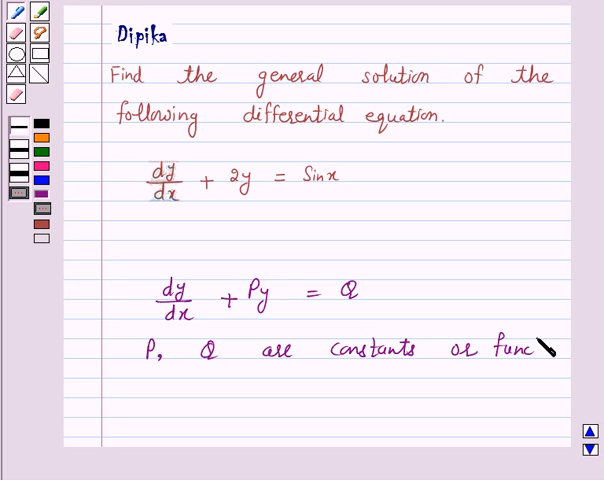 Dipika
Find the general solution of the
following differential equation.
dy/dx + 2y = Sinx
dy/dx + Py = Q
P, Q are constants or func